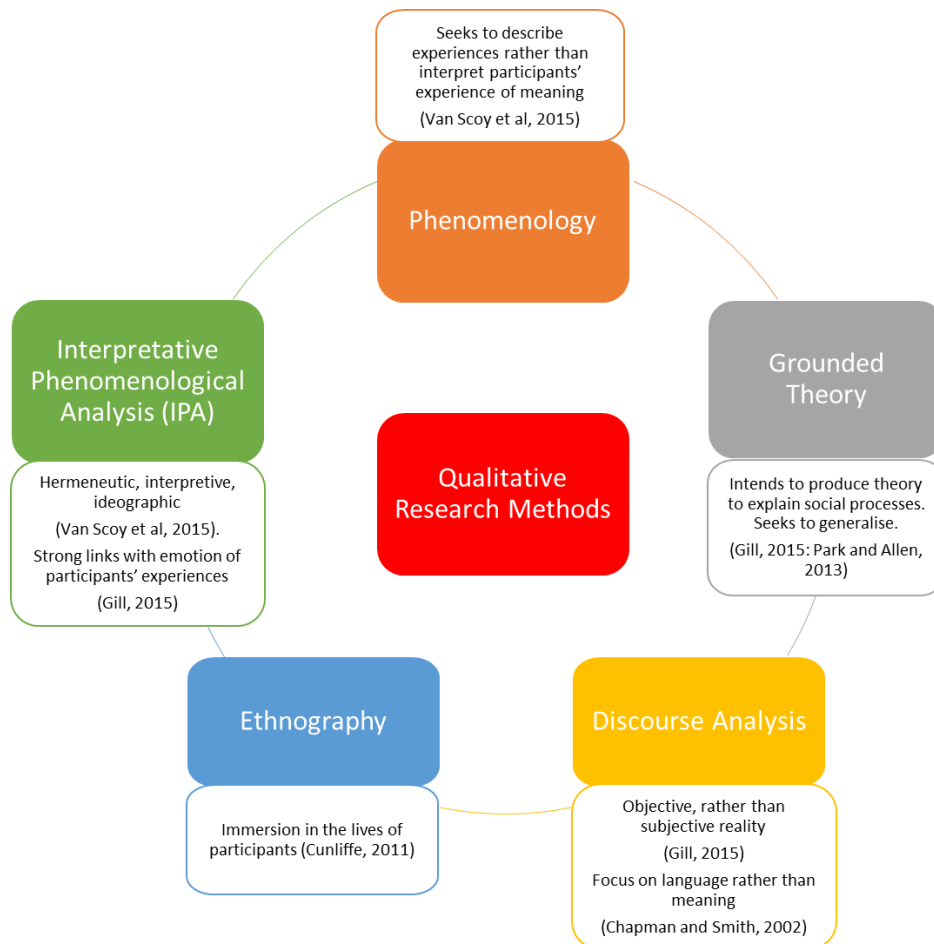 Seeks to describe
experiences rather than
interpret participants'
experience of meaning
(Van Scoy et al, 2015)
Phenomenology
Interpretative
Phenomenological
Analysis (IPA)
Hermeneutic, interpretive,
ideographic
(Van Scoy et al, 2015).
Strong links with emotion of
participants' experiences
(Gill, 2015)
Qualitative
Research Methods
Grounded
Theory
Intends to produce theory
to explain social processes.
Seeks to generalise.
(Gill, 2015: Park and Allen,
2013)
Ethnography
Immersion in the lives of
participants (Cunliffe, 2011)
Discourse Analysis
Objective, rather than
subjective reality
(Gill, 2015)
Focus on language rather than
meaning
(Chapman and Smith, 2002)